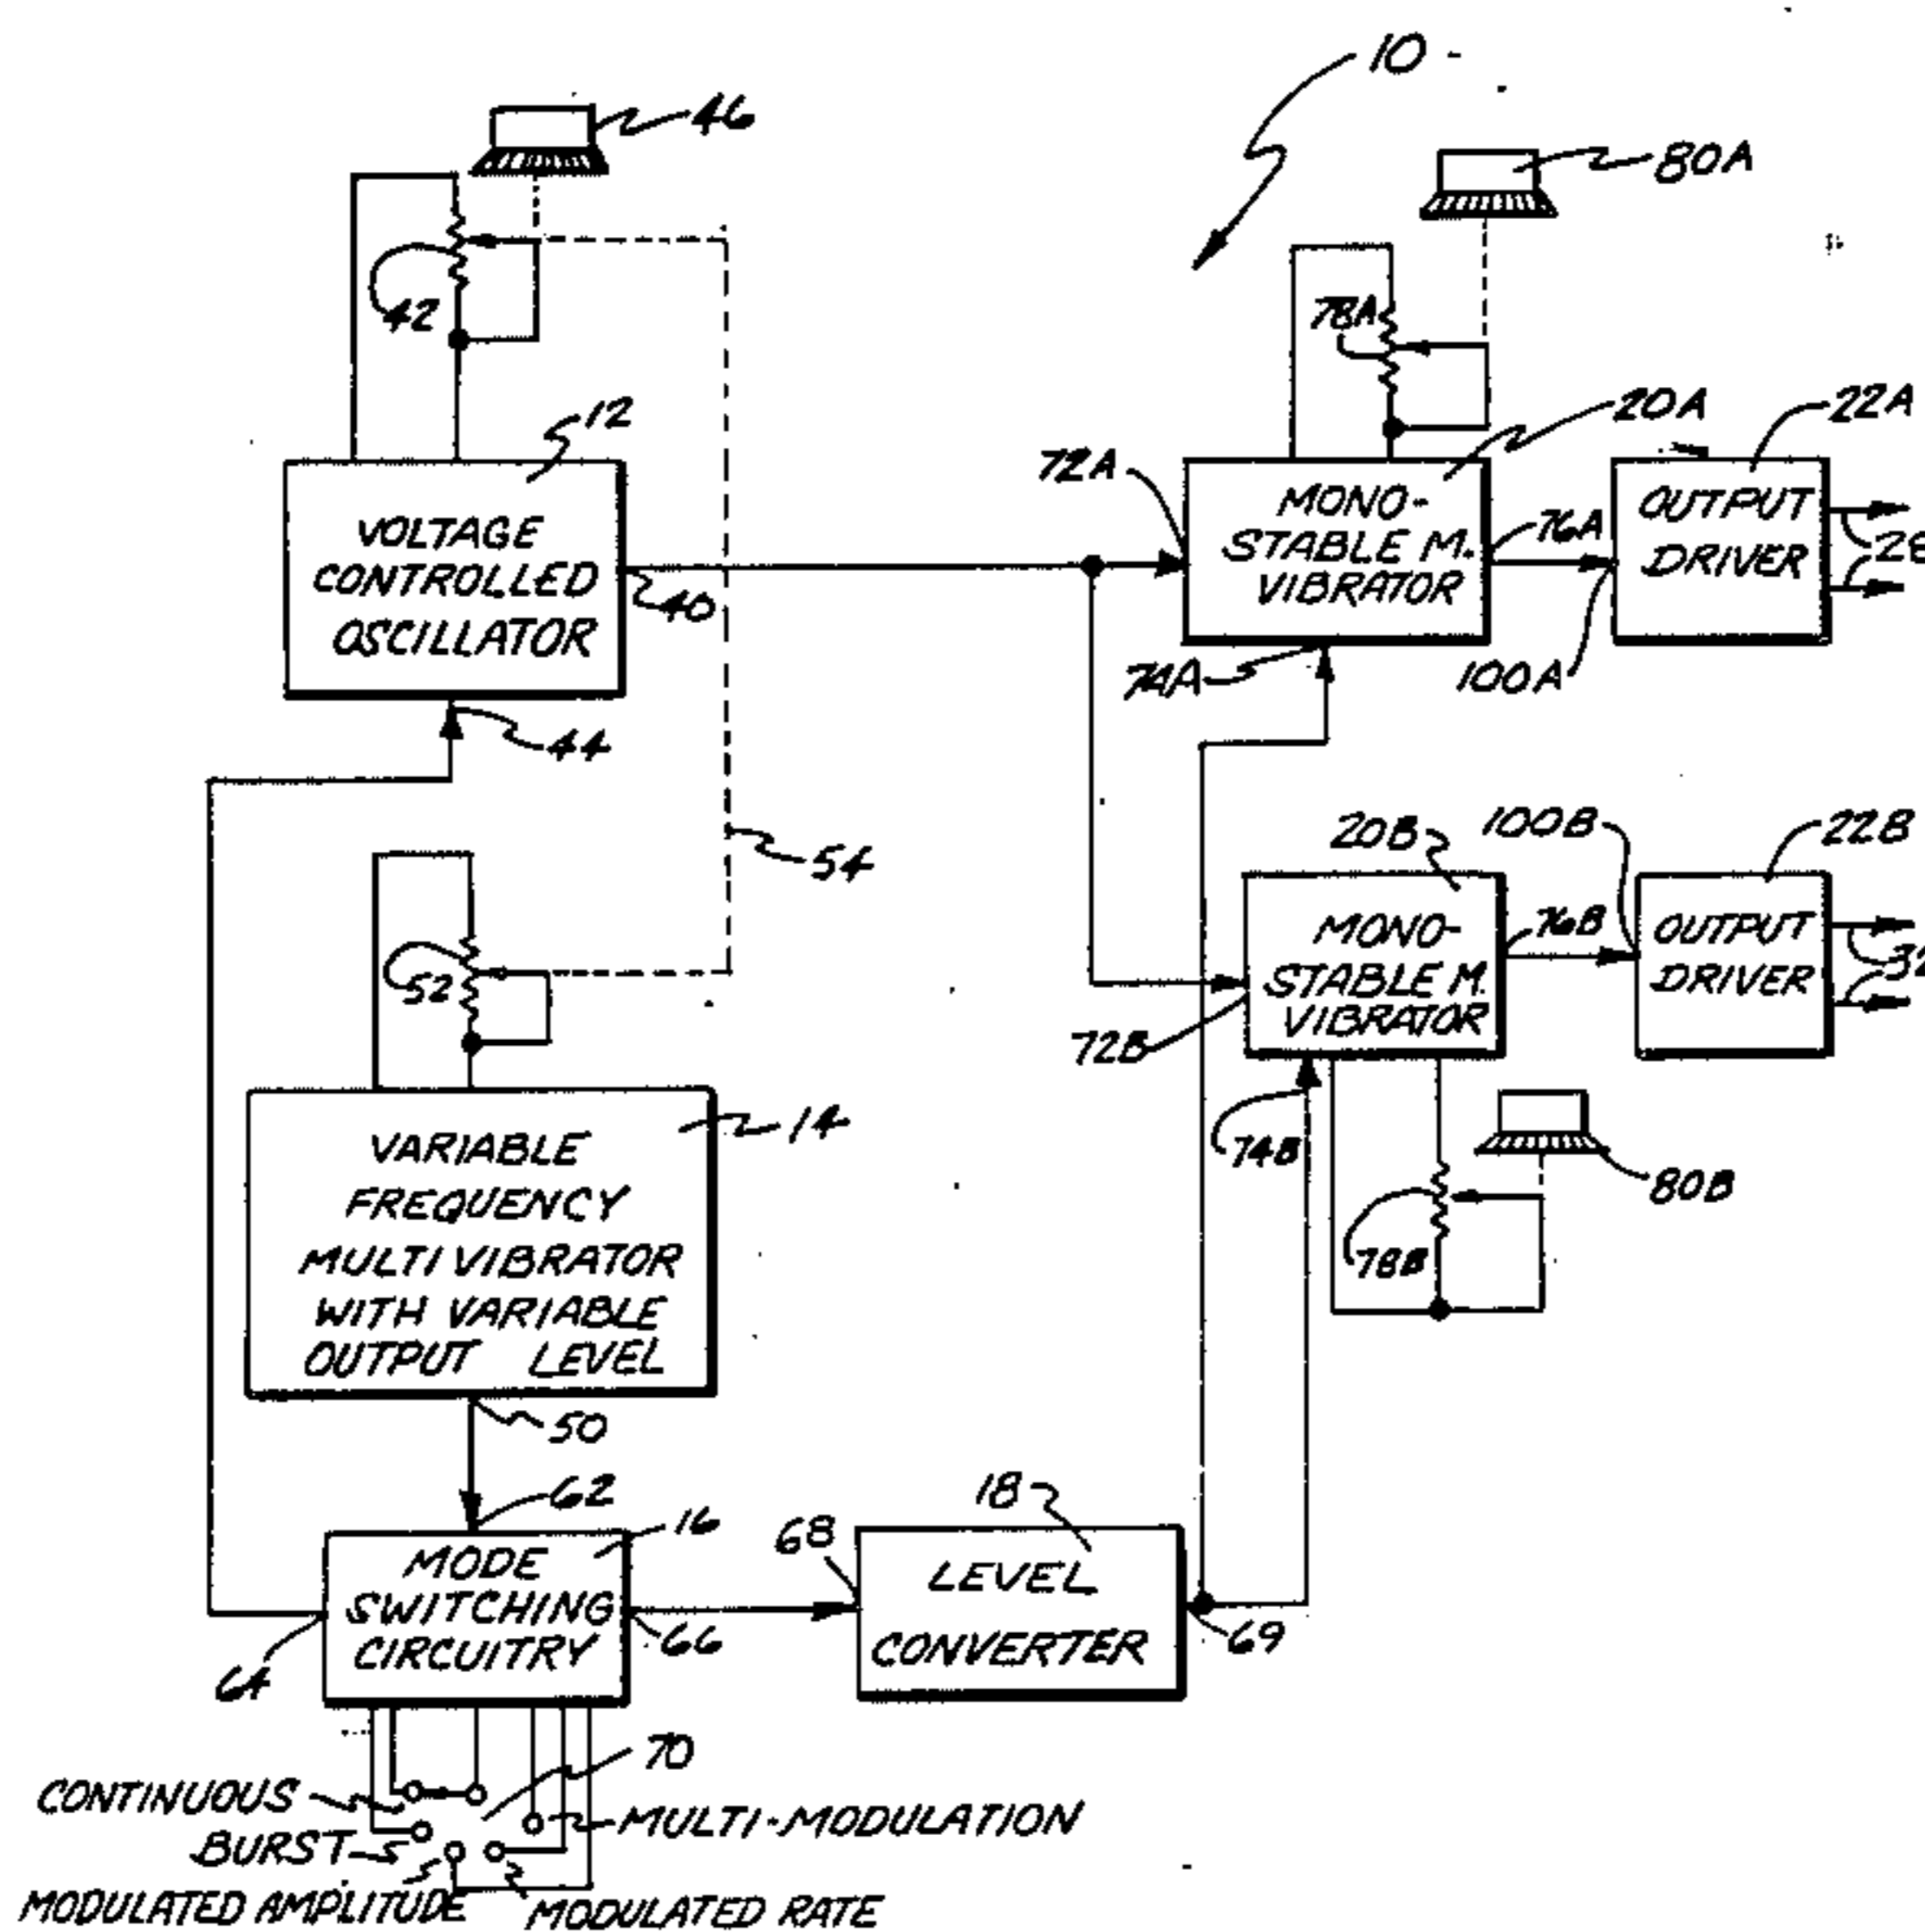 10
46
80A
42
78A
12
20A
22A
72A
VOLTAGE
CONTROLLED
OSCILLATOR
40
MONO-
STABLE M.
VIBRATOR
76A
OUTPUT
DRIVER
74A
100A
44
54
20B
100B
22B
52
MONO-
STABLE M.
VIBRATOR
76B
OUTPUT
DRIVER
32
72B
14
VARIABLE
FREQUENCY
MULTIVIBRATOR
WITH VARIABLE
OUTPUT LEVEL
74B
80B
78B
50
62
16
MODE
SWITCHING
CIRCUITRY
64
66
68
18
LEVEL
CONVERTER
69
70
CONTINUOUS
BURST
MODULATED AMPLITUDE
MODULATED RATE
MULTI-MODULATION